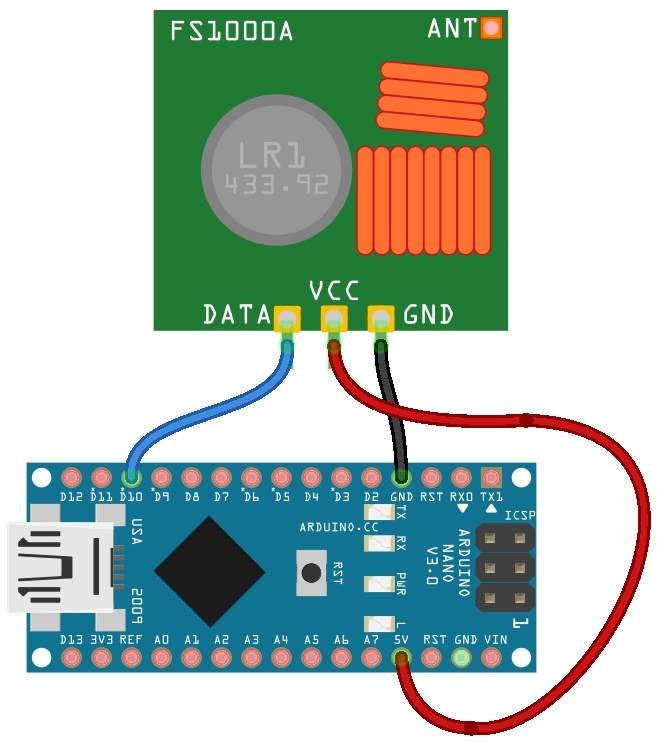 FS1000A ANT
LR1
433.92
VCC
DATA GND
D12 *D11 *D10 *D9 D8 D7 *D6 *D5 D4 *D3 D2 GND RST RX0 TX1
ICSP
USA
ARDUINO.CC
TX
RX
PWR
L
RST
ARDUINO
NANO
V3.0
2009
1
D13 3V3 REF A0 A1 A2 A3 A4 A5 A6 A7 5V RST GND VIN